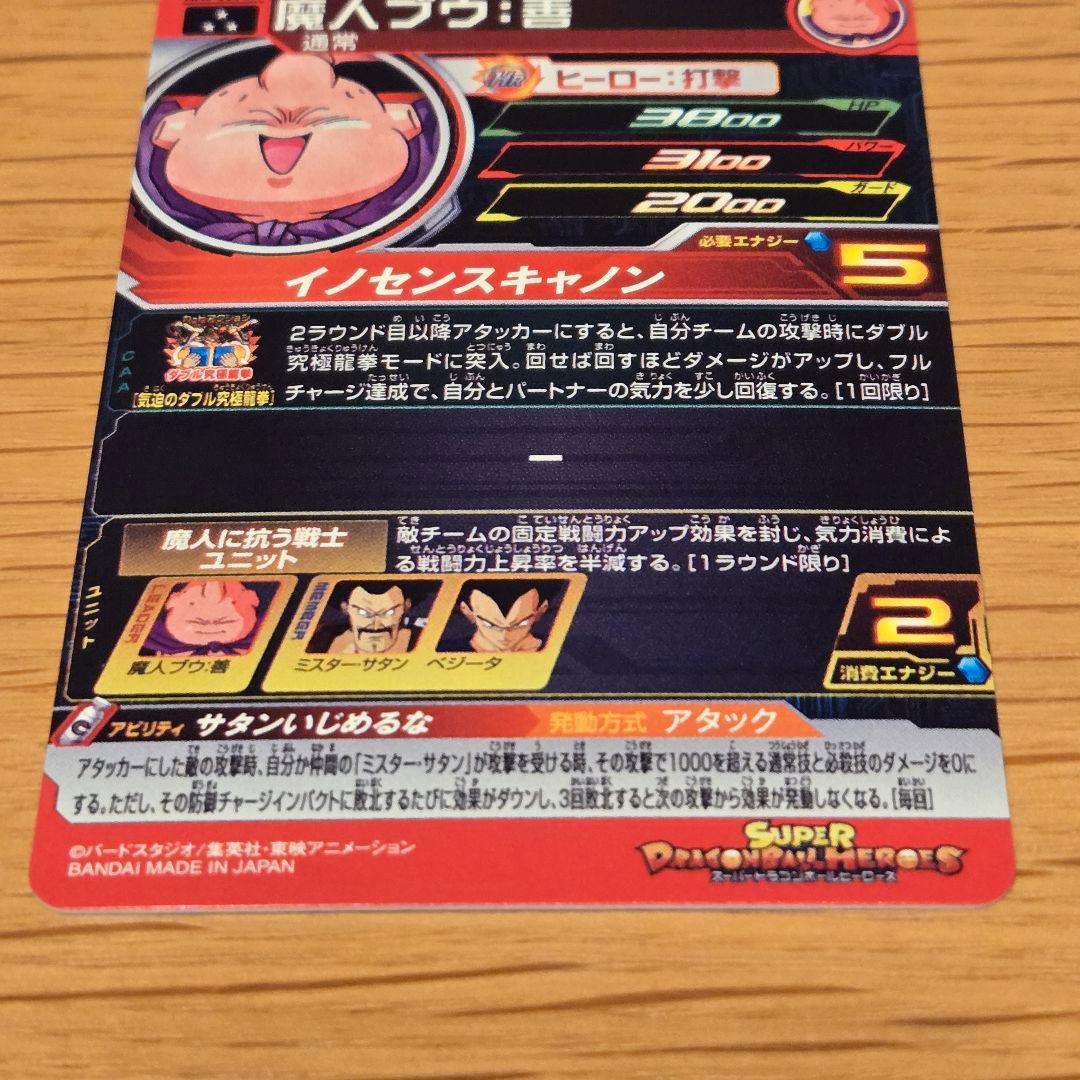 魔人ブウ:善
通常
ヒーロー:打撃
HP
3800
パワー
3100
ガード
2000
必要エナジー
5
イノセンスキャノン
CAA
カードアクション
ダブル究極龍拳
[気迫のダブル究極龍拳]
2ラウンド目以降アタッカーにすると、自分チームの攻撃時にダブル
究極龍拳モードに突入。回せば回すほどダメージがアップし、フル
チャージ達成で、自分とパートナーの気力を少し回復する。[1回限り]
ー
ユニット
魔人に抗う戦士
ユニット
敵チームの固定戦闘力アップ効果を封じ、気力消費によ
る戦闘力上昇率を半減する。[1ラウンド限り]
LEADER
魔人ブウ:善
MEMBER
ミスター・サタン
ベジータ
2
消費エナジー
アビリティ サタンいじめるな 発動方式 アタック
アタッカーにした敵の攻撃時、自分か仲間の「ミスター・サタン」が攻撃を受ける時、その攻撃で1000を超える通常技と必殺技のダメージを0に
する。ただし、その防御チャージインパクトに敗北するたびに効果がダウンし、3回敗北すると次の攻撃から効果が発動しなくなる。[毎回]
©バードスタジオ/集英社・東映アニメーション
BANDAI MADE IN JAPAN
SUPER
DRAGONBALL HEROES
スーパードラゴンボールヒーローズ